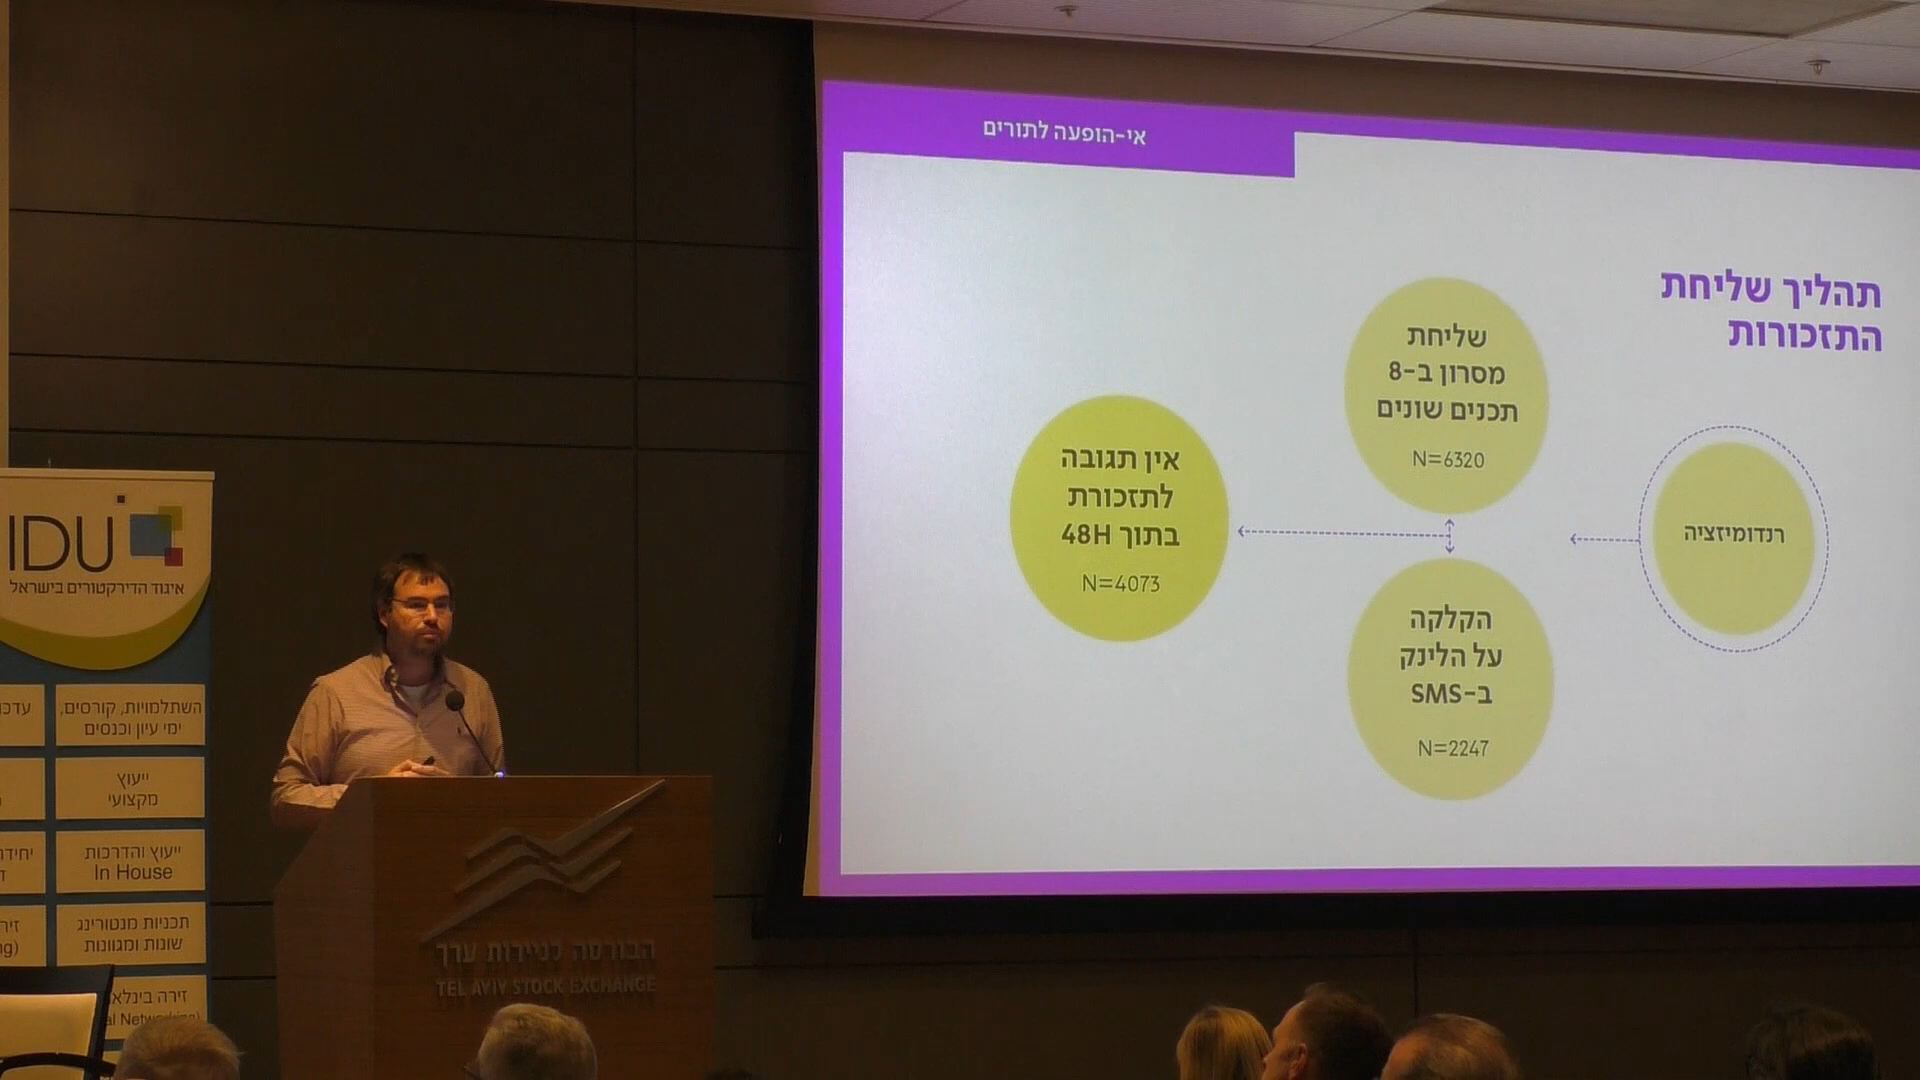 אי-הופעה לתורים
תהליך שליחת
התזכורות
רנדומיזציה
שליחת
מסרון ב-8
תכנים שונים
N=6320
הקלקה
על הלינק
ב-SMS
N=2247
אין תגובה
לתזכורת
בתוך 48H
N=4073
IDU
איגוד הדירקטורים בישראל
השתלמויות, קורסים,
ימי עיון וכנסים
ייעוץ
מקצועי
ייעוץ והדרכות
In House
תכניות מנטורינג
שונות ומגוונות
זירה בינלאו
הבורסה לניירות ערך
TEL AVIV STOCK EXCHANGE